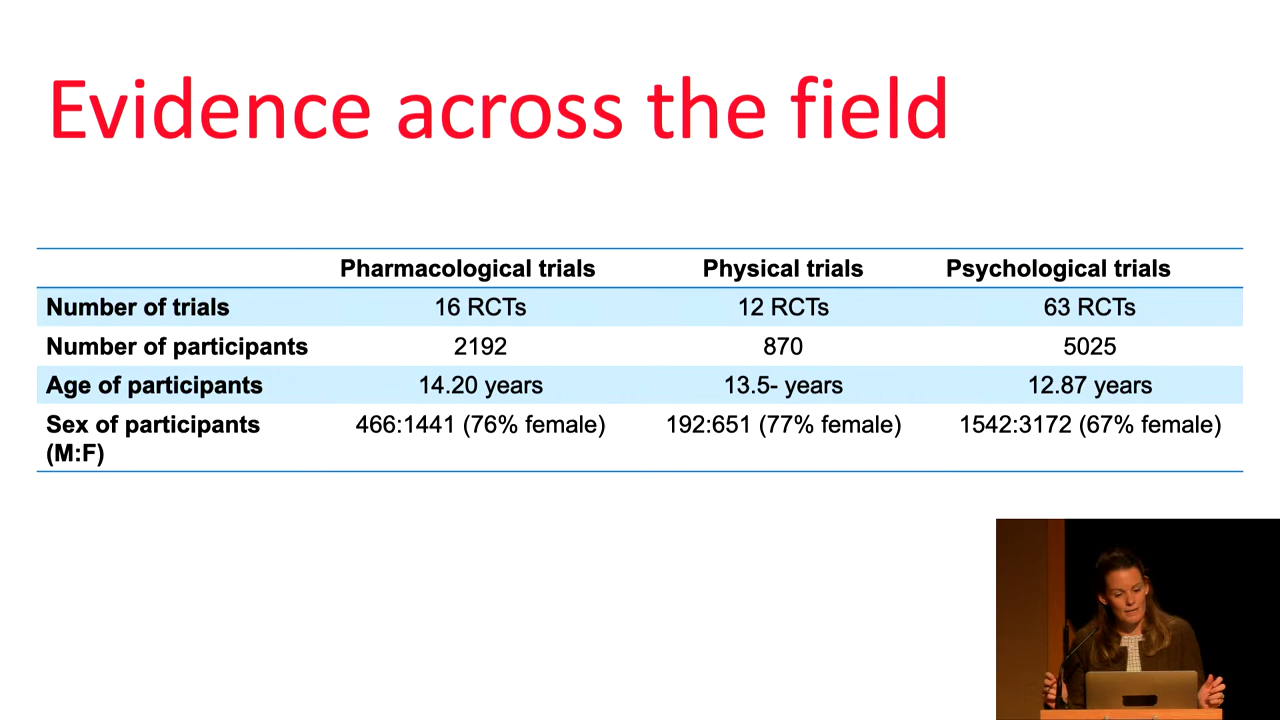 Evidence across the field
Pharmacological trials Physical trials Psychological trials
Number of trials 16 RCTs 12 RCTs 63 RCTs
Number of participants 2192 870 5025
Age of participants 14.20 years 13.5- years 12.87 years
Sex of participants 466:1441 (76% female) 192:651 (77% female) 1542:3172 (67% female)
(M:F)